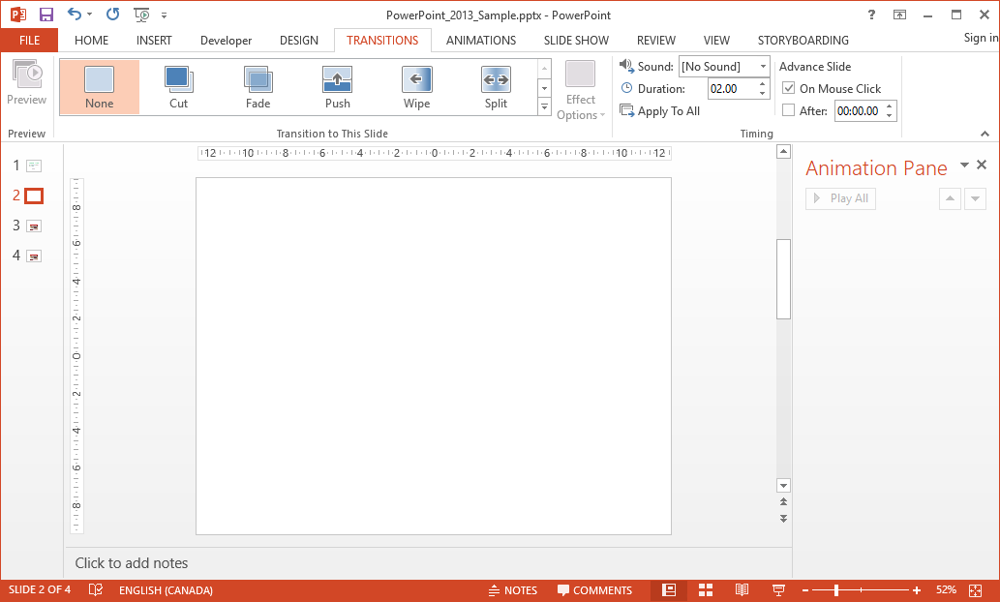 PowerPoint_2013_Sample.pptx - PowerPoint
?
FILE HOME INSERT Developer DESIGN TRANSITIONS ANIMATIONS SLIDE SHOW REVIEW VIEW STORYBOARDING Sign in
Preview
None Cut Fade Push Wipe Split
Effect
Options
Sound: [No Sound]
Duration: 02.00
Apply To All
Advance Slide
On Mouse Click
After: 00:00.00
Preview Transition to This Slide Timing
12 10 8 6 4 2 0 2 4 6 8 10 12
1
2
3
4
8
6
4
2
0
2
4
6
8
Animation Pane
Play All
Click to add notes
SLIDE 2 OF 4 ENGLISH (CANADA) NOTES COMMENTS 52%